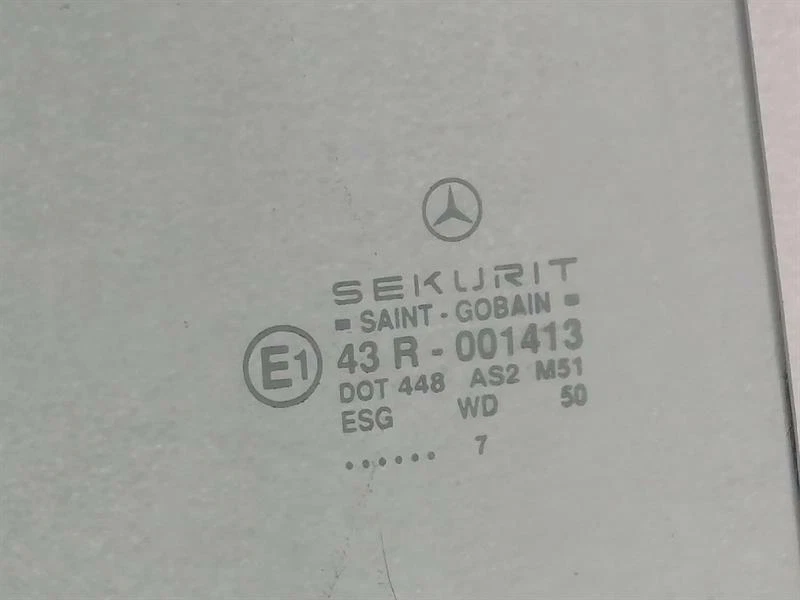 SEKURIT
SAINT - GOBAIN
E1 43 R - 001413
DOT 448 AS2 M51
ESG WD 50
...... 7